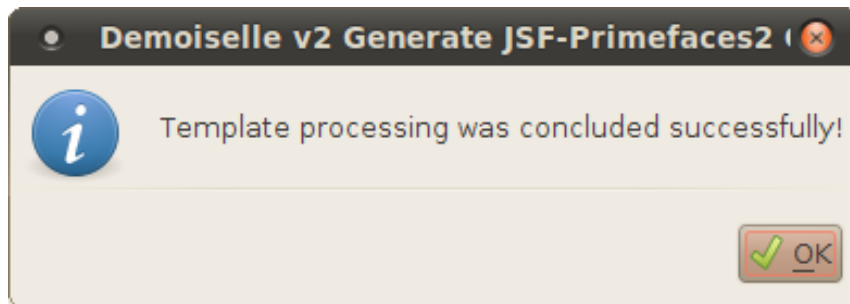 Demoiselle v2 Generate JSF-Primefaces2 (
Template processing was concluded successfully!
OK